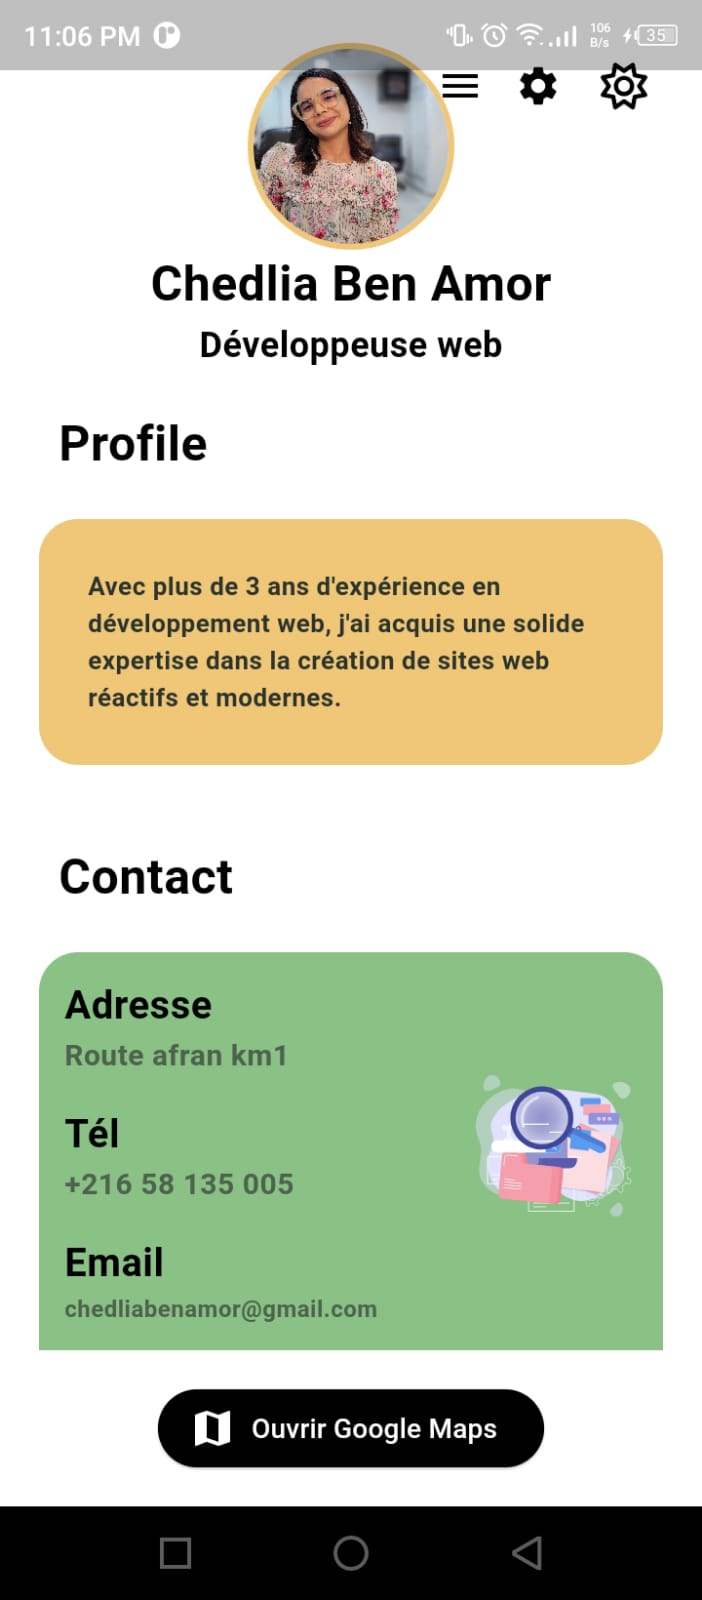 11:06 PM
106
B/s
35
Chedlia Ben Amor
Développeuse web
Profile
Avec plus de 3 ans d'expérience en
développement web, j'ai acquis une solide
expertise dans la création de sites web
réactifs et modernes.
Contact
Adresse
Route afran km1
Tél
+216 58 135 005
Email
chedliabenamor@gmail.com
Ouvrir Google Maps